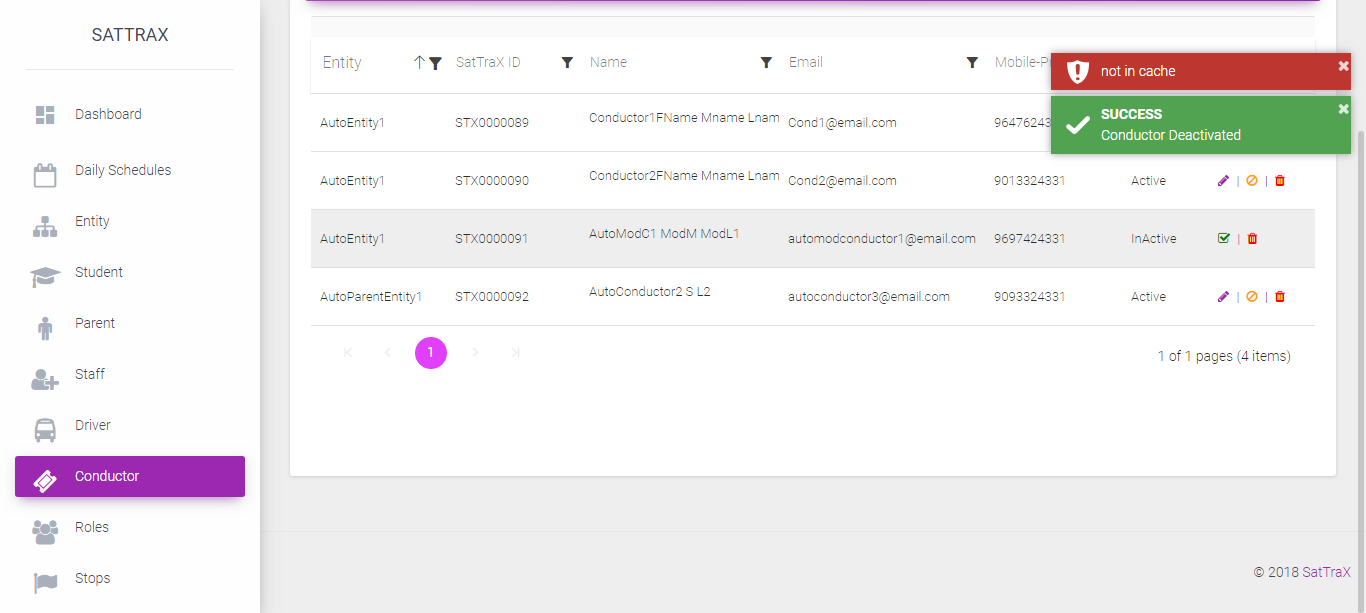 SATTRAX
Dashboard
Daily Schedules
Entity
Student
Parent
Staff
Driver
Conductor
Roles
Stops
Entity SatTraX ID Name Email Mobile-P
AutoEntity1 STX0000089 Conductor1FName Mname Lnam Cond1@email.com 9647624
AutoEntity1 STX0000090 Conductor2FName Mname Lnam Cond2@email.com 9013324331 Active | |
AutoEntity1 STX0000091 AutoModC1 ModM ModL1 automodconductor1@email.com 9697424331 InActive |
AutoParentEntity1 STX0000092 AutoConductor2 S L2 autoconductor3@email.com 9093324331 Active | |
1
1 of 1 pages (4 items)
not in cache
SUCCESS
Conductor Deactivated
© 2018 SatTraX